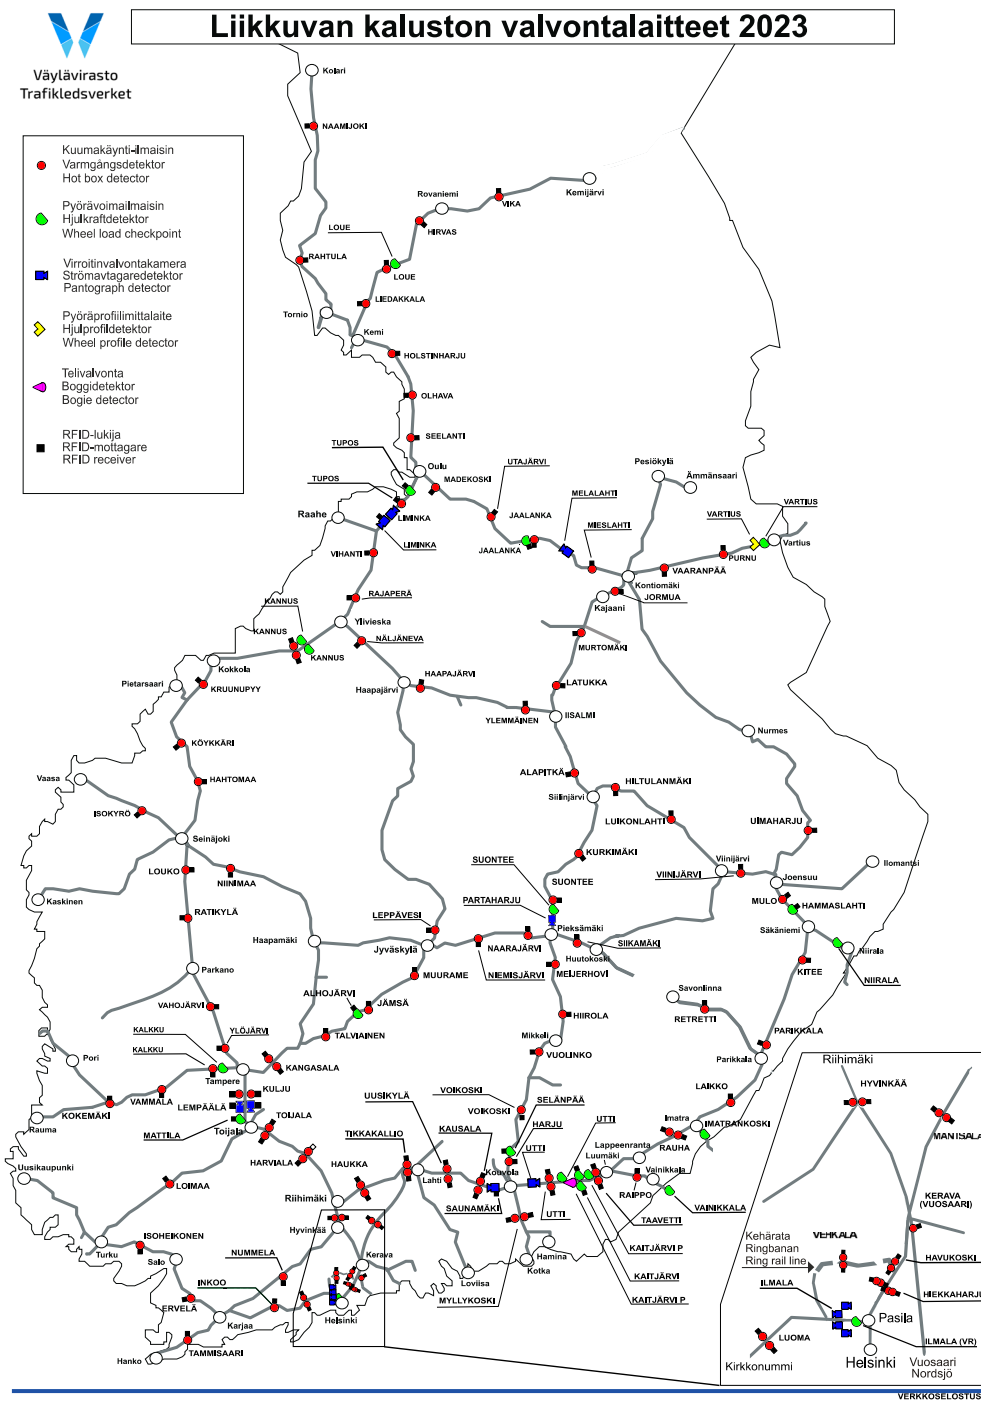 Liikkuvan kaluston valvontalaitteet 2023
Väylävirasto
Trafikledsverket
Kuumakäynti-ilmaisin
Varmgångsdetektor
Hot box detector
Pyörävoimailmaisin
Hjulkraftdetektor
Wheel load checkpoint
Virroitinvalvontakamera
Strömavtagaredetektor
Pantograph detector
Pyöräprofiilimittalaite
Hjulprofildetektor
Wheel profile detector
Telivalvonta
Boggidetektor
Bogie detector
RFID-lukija
RFID-mottagare
RFID receiver
Kolari
NAAMIJOKI
Kemijärvi
Rovaniemi
VIKA
HIRVAS
LOUE
RAHTULA
LOUE
LIEDAKKALA
Tornio
Kemi
HOLSTINHARJU
OLHAVA
SEELANTI
TUPOS
Oulu
UTAJÄRVI
Pesiökylä
Ämmänsaari
TUPOS
MADEKOSKI
MELALAHTI
VARTIUS
Raahe
LIMINKA
JAALANKA
MIESLAHTI
VARTIUS
LIMINKA
Vartius
JAALANKA
VIHANTI
PURNU
VAARANPÄÄ
Kontiomäki
RAJAPERÄ
JORMUA
KANNUS
Kajaani
Ylivieska
KANNUS
NÄLJÄNEVA
MURTOMÄKI
KANNUS
Kokkola
HAAPAJÄRVI
Pietarsaari
KRUUNUPYY
Haapajärvi
LATUKKA
YLEMMÄINEN
IISALMI
Nurmes
KÖYKKÄRI
Vaasa
HAHTOMAA
ALAPITKÄ
HILTULANMÄKI
Siilinjärvi
ISOKYRÖ
LUIKONLAHTI
UIMAHARJU
Seinäjoki
KURKIMÄKI
SUONTEE
Viinijärvi
Ilomantsi
LOUKO
NIINIMAA
VIINIJÄRVI
Joensuu
SUONTEE
Kaskinen
PARTAHARJU
MULO
HAMMASLAHTI
RATIKYLÄ
LEPPÄVESI
Säkäniemi
Haapamäki
Pieksämäki
SIIKAMÄKI
Jyväskylä
NAARAJÄRVI
Niirala
Huutokoski
Parkano
MUURAME
NIEMISJÄRVI
MEIJERHOVI
KITEE
NIIRALA
ALHOJÄRVI
Savonlinna
VAHOJÄRVI
JÄMSÄ
HIIROLA
RETRETTI
KALKKU
YLÖJÄRVI
TALVIAINEN
Mikkeli
PARIKKALA
KALKKU
VUOLINKO
Parikkala
Pori
Tampere
KANGASALA
KULJU
LAIKKO
VAMMALA
LEMPÄÄLÄ
UUSIKYLÄ
VOIKOSKI
SELÄNPÄÄ
KOKEMÄKI
VOIKOSKI
Rauma
TOIJALA
KAUSALA
HARJU
UTTI
Imatra
IMATRANKOSKI
MATTILA
Toijala
TIKKAKALLIO
UTTI
Lappeenranta
RAUHA
HARVIALA
HAUKKA
Luumäki
Uusikaupunki
Lahti
Kouvola
Vainikkala
LOIMAA
Riihimäki
RAIPPO
SAUNAMÄKI
UTTI
TAAVETTI
VAINIKKALA
Hyvinkää
Turku
ISOHEIKONEN
NUMMELA
Kerava
Hamina
KAITJÄRVI P
Salo
Kotka
KAITJÄRVI
INKOO
Loviisa
MYLLYKOSKI
KAITJÄRVI P
ERVELÄ
Karjaa
Helsinki
Hanko
TAMMISAARI
Riihimäki
HYVINKÄÄ
MANISALA
KERAVA
(VUOSAARI)
Kehärata
Ringbanan
Ring rail line
VEHKALA
HAVUKOSKI
ILMALA
HIEKKAHARJU
Pasila
LUOMA
ILMALA (VR)
Kirkkonummi
Helsinki
Vuosaari
Nordsjö
VERKKOSELOSTUS